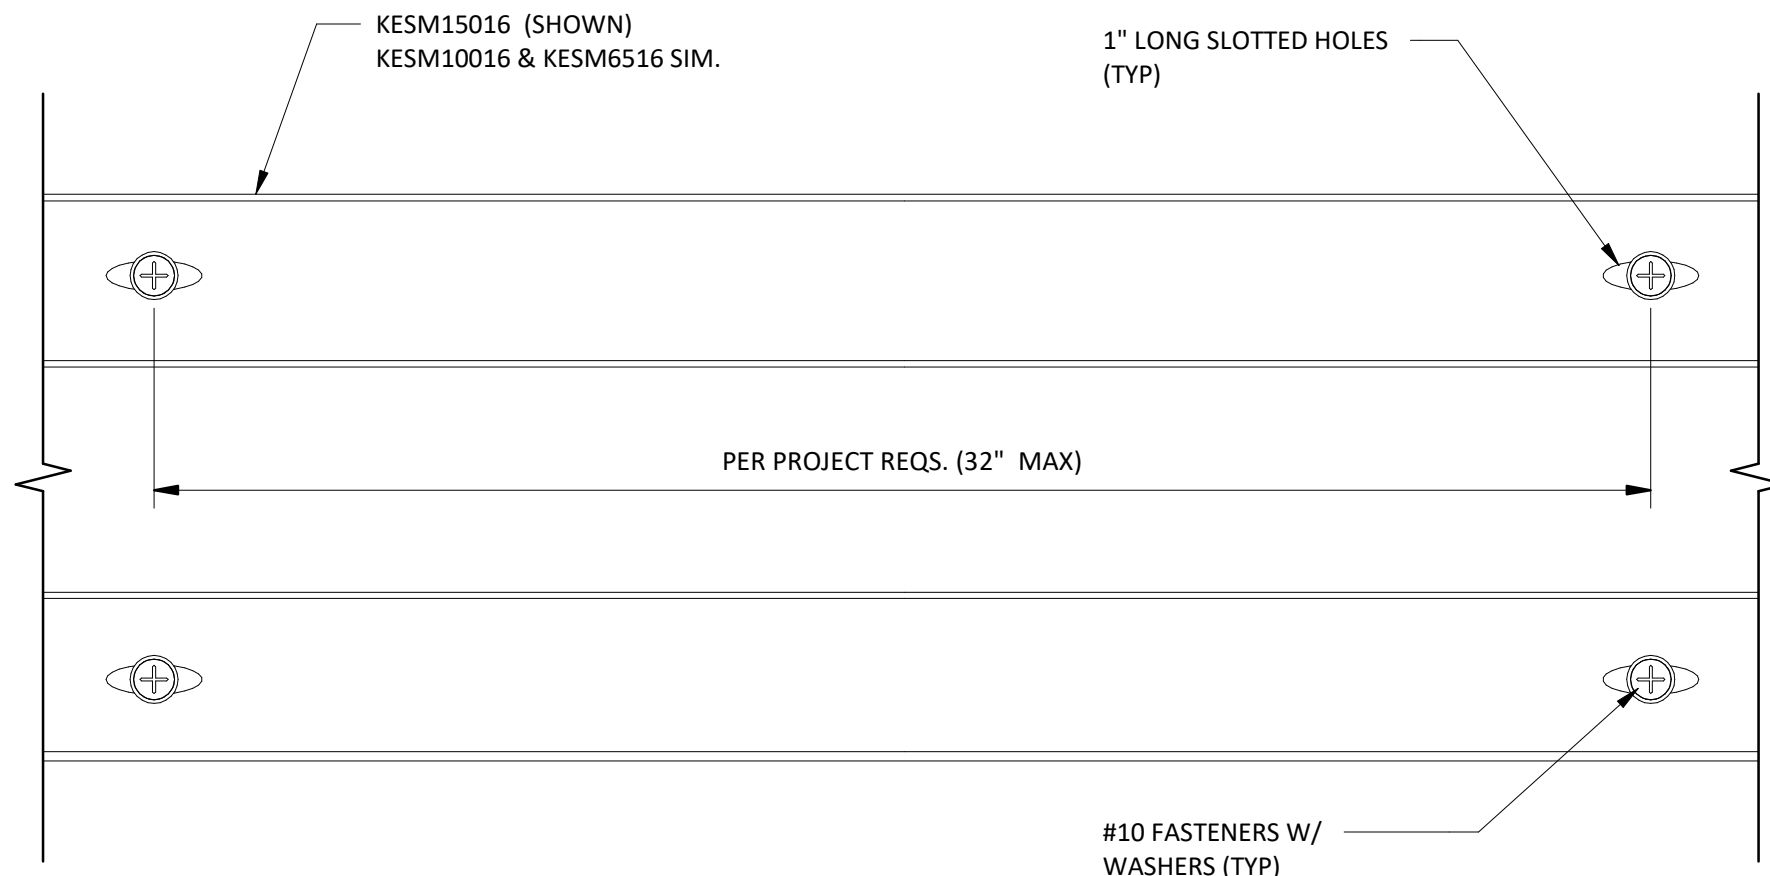 KESM15016 (SHOWN)
KESM10016 & KESM6516 SIM.
1" LONG SLOTTED HOLES
(TYP)
PER PROJECT REQS. (32" MAX)
#10 FASTENERS W/
WASHERS (TYP)